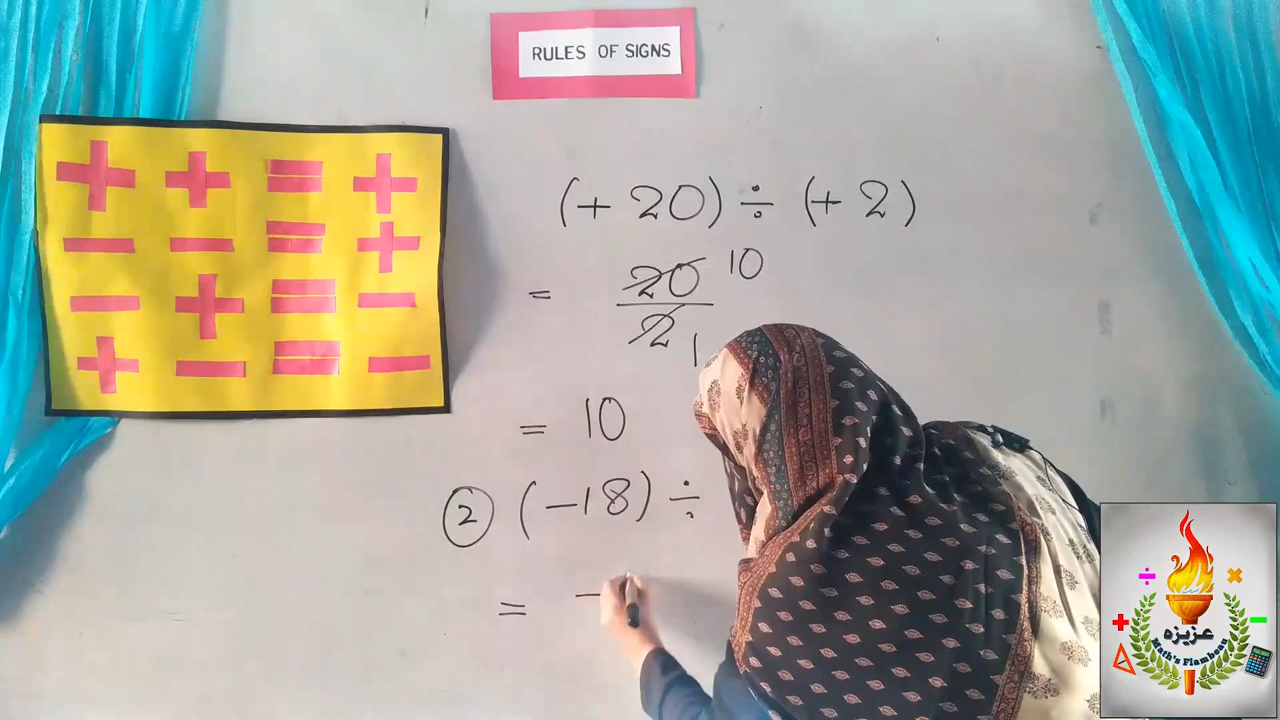 RULES OF SIGNS
+ + = +
− − = +
− + = −
+ − = −
(+ 20) ÷ (+ 2)
= 20 10
2 1
= 10
② (−18) ÷
= −
عزیزہ
Math's Flambeau